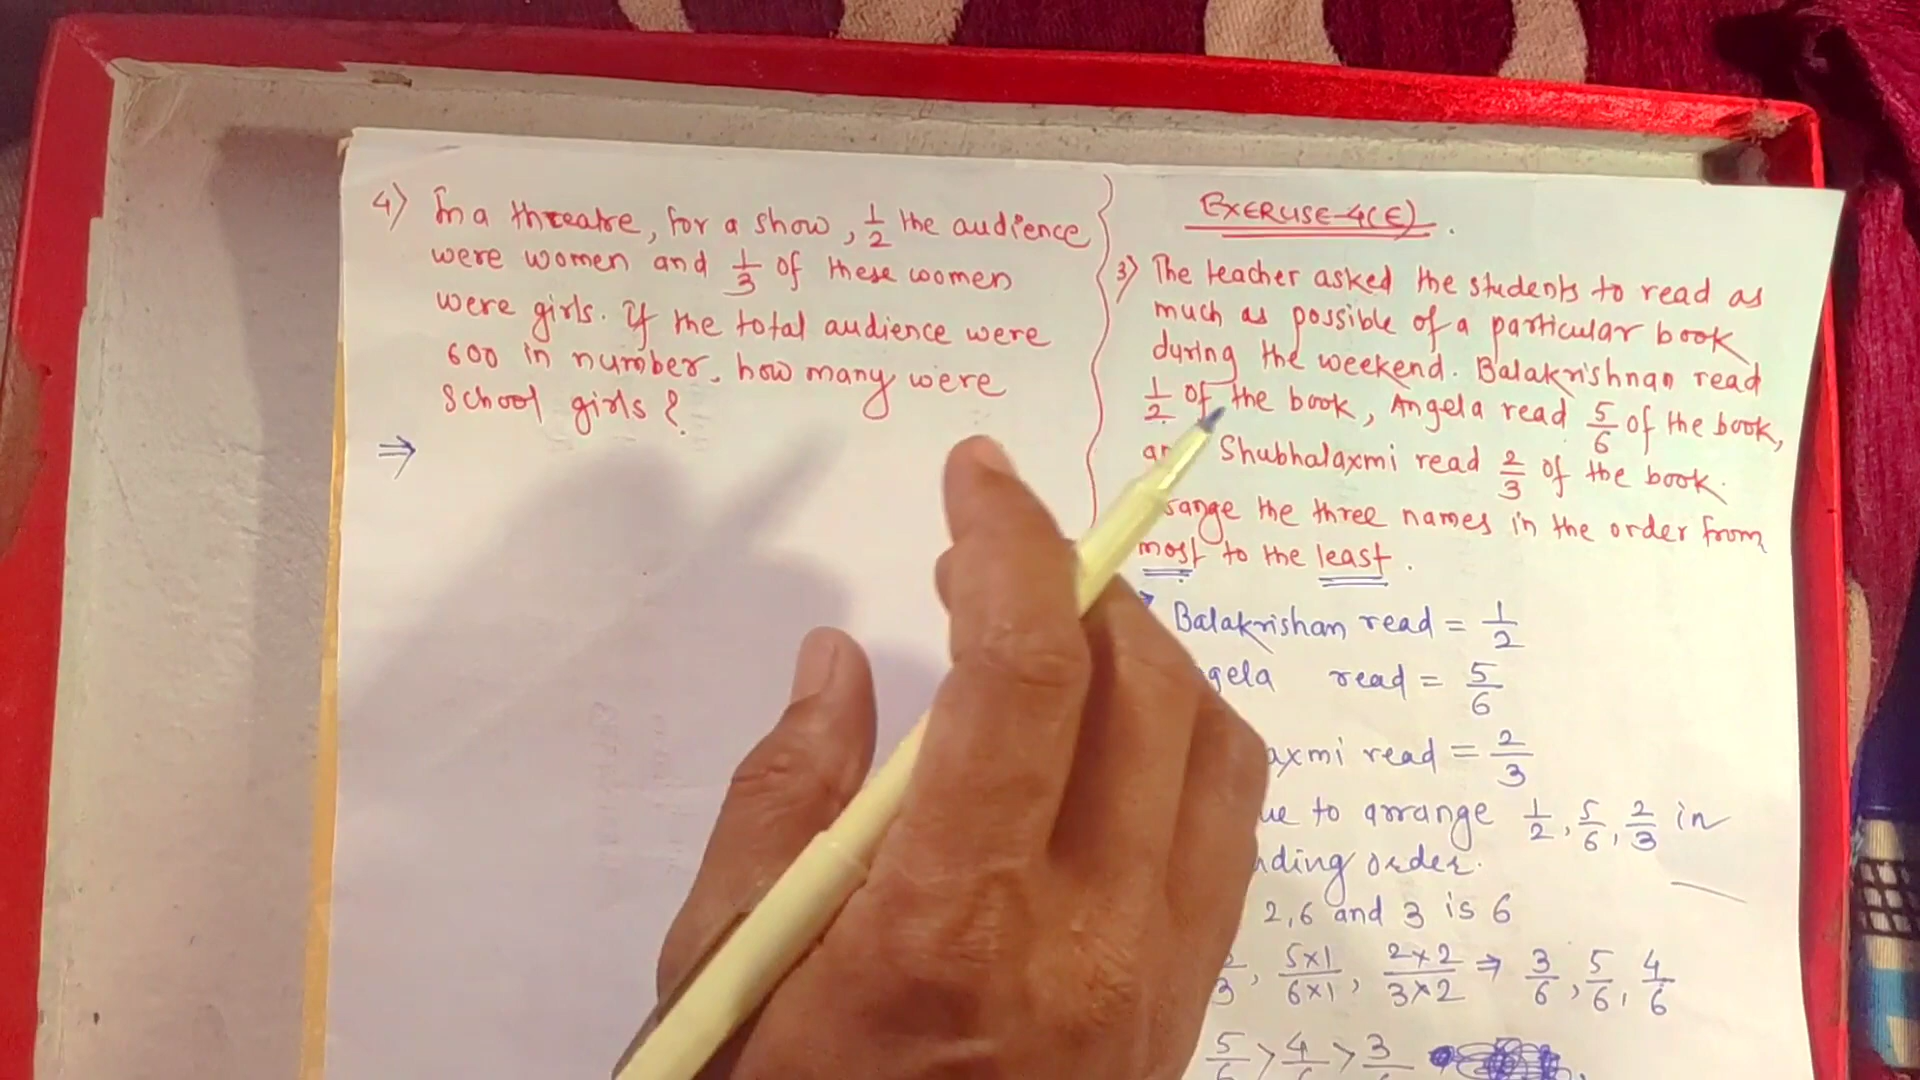 4) In a threatre, for a show, 1/2 the audience
were women and 1/3 of these women
were girls. If the total audience were
600 in number, how many were
School girls?
⇒
EXERCISE-4(E).
3) The teacher asked the students to read as
much as possible of a particular book
during the weekend. Balakrishnan read
1/2 of the book, Angela read 5/6 of the book,
Shubhalaxmi read 2/3 of the book.
the three names in the order from
most to the least.
Balakrishan read = 1/2
read = 5/6
read = 2/3
to arrange 1/2, 5/6, 2/3 in
order.
2,6 and 3 is 6
5×1/6×1, 2×2/3×2 ⇒ 3/6, 5/6, 4/6
5/6 > 4/6 > 3/6